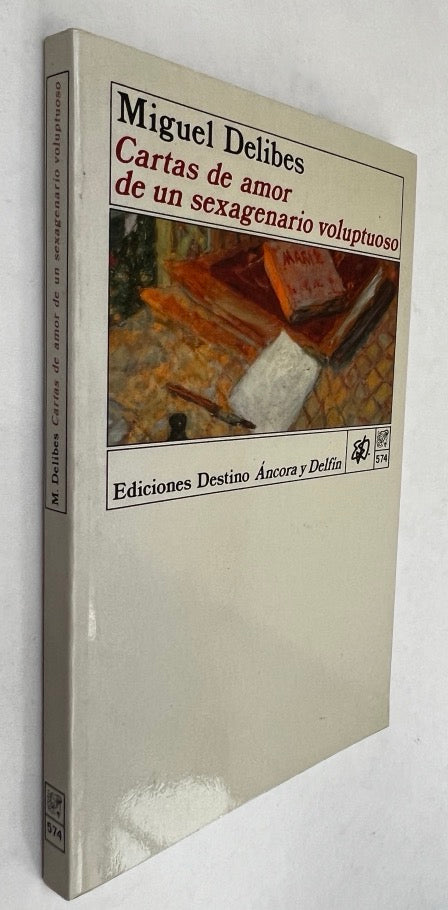 Miguel Delibes
Cartas de amor
de un sexagenario voluptuoso
MARIE
Ediciones Destino Áncora y Delfín
574
M. Delibes Cartas de amor de un sexagenario voluptuoso
574